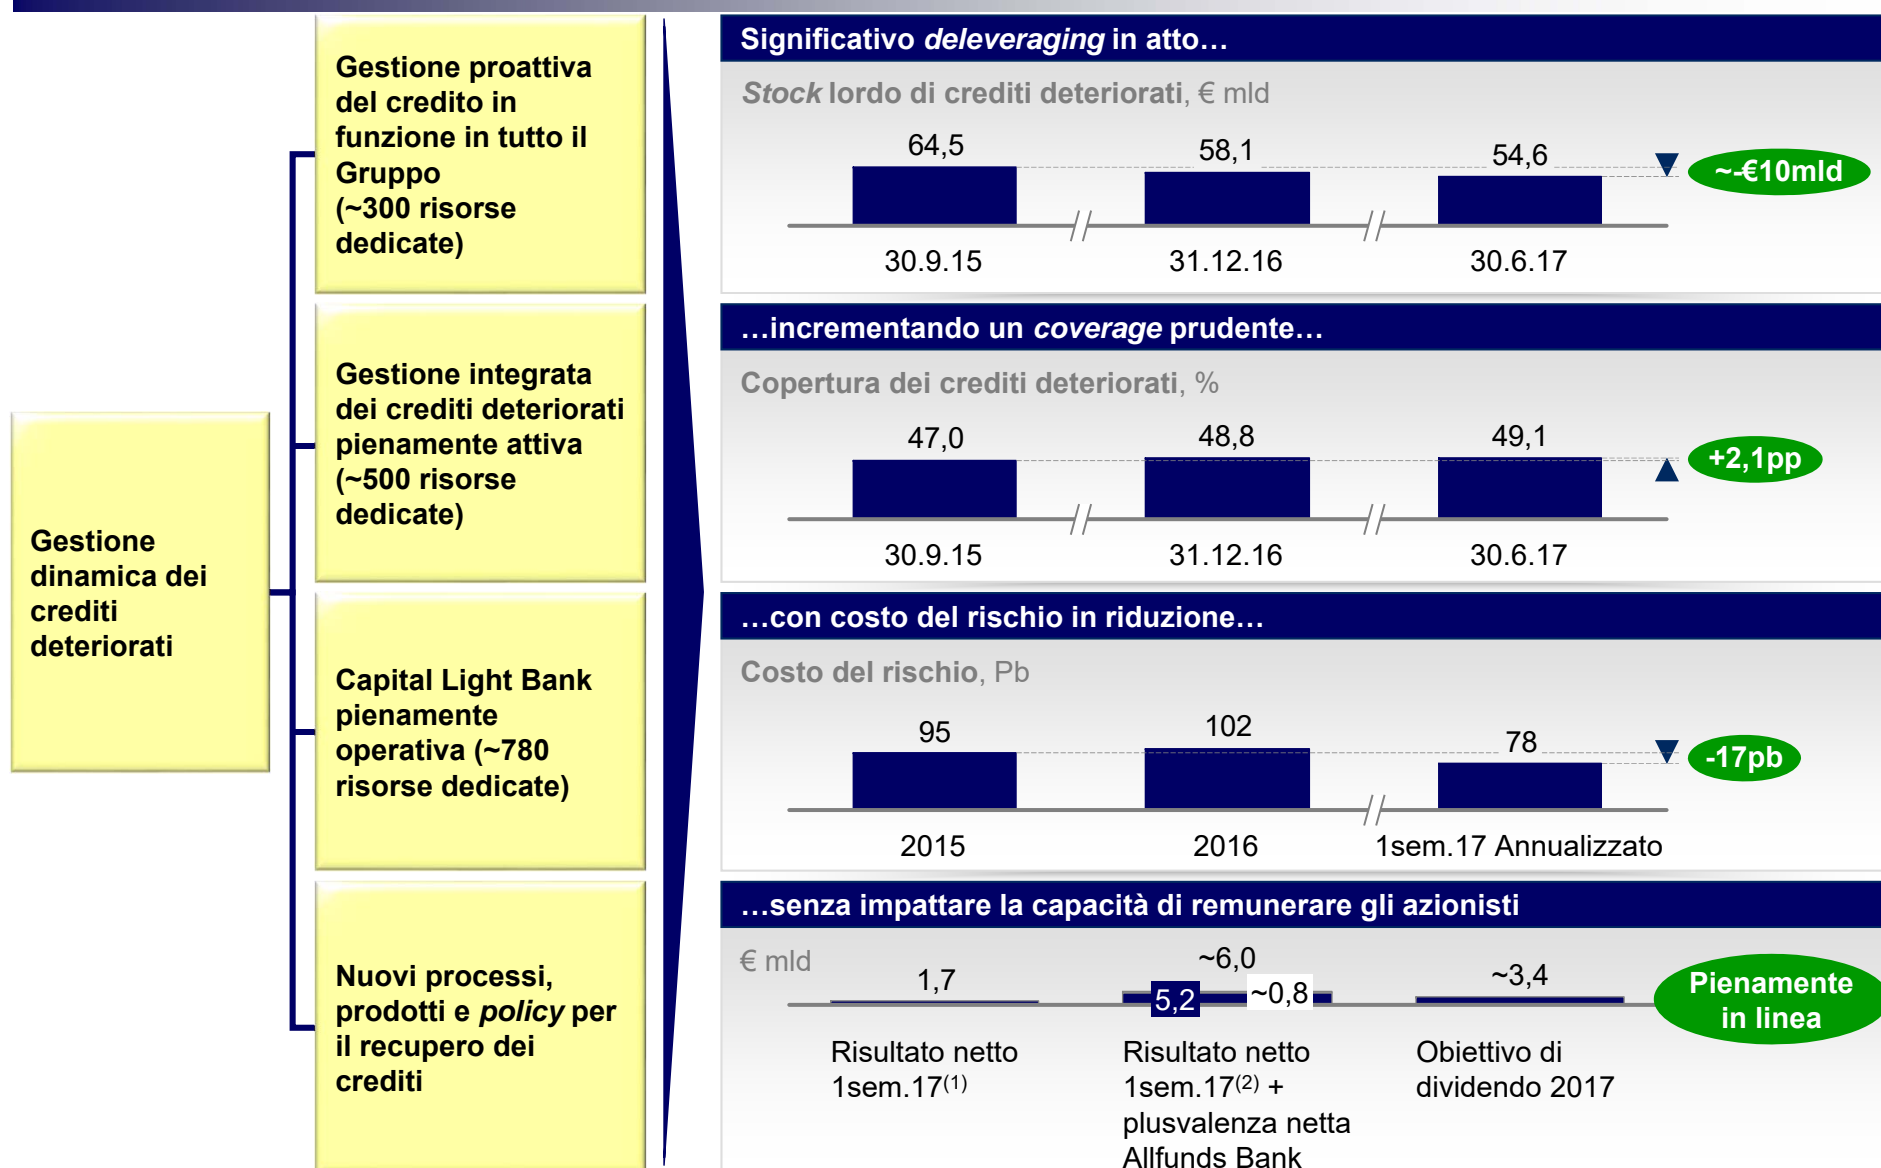 Gestione
dinamica dei
crediti
deteriorati
Gestione proattiva
del credito in
funzione in tutto il
Gruppo
(~300 risorse
dedicate)
Gestione integrata
dei crediti deteriorati
pienamente attiva
(~500 risorse
dedicate)
Capital Light Bank
pienamente
operativa (~780
risorse dedicate)
Nuovi processi,
prodotti e policy per
il recupero dei
crediti
Significativo deleveraging in atto…
Stock lordo di crediti deteriorati, € mld
64,5 58,1 54,6
~-€10mld
30.9.15 31.12.16 30.6.17
…incrementando un coverage prudente…
Copertura dei crediti deteriorati, %
47,0 48,8 49,1
+2,1pp
30.9.15 31.12.16 30.6.17
…con costo del rischio in riduzione…
Costo del rischio, Pb
95 102 78
-17pb
2015 2016 1sem.17 Annualizzato
…senza impattare la capacità di remunerare gli azionisti
€ mld
1,7 ~6,0 ~3,4
5,2 ~0,8
Pienamente
in linea
Risultato netto
1sem.17(1)
Risultato netto
1sem.17(2) +
plusvalenza netta
Allfunds Bank
Obiettivo di
dividendo 2017